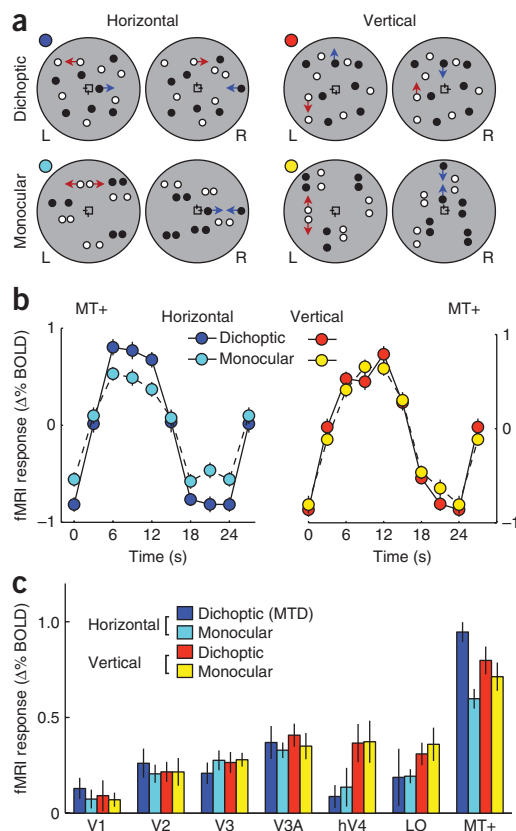 a
Horizontal
Vertical
Dichoptic
L
R
L
R
Monocular
L
R
L
R
b
MT+
Horizontal
Vertical
MT+
Dichoptic
Monocular
fMRI response (Δ% BOLD)
1
0
–1
1
0
–1
0 6 12 18 24
Time (s)
0 6 12 18 24
Time (s)
c
fMRI response (Δ% BOLD)
1.0
0.5
0
Horizontal
Dichoptic (MTD)
Monocular
Vertical
Dichoptic
Monocular
V1 V2 V3 V3A hV4 LO MT+